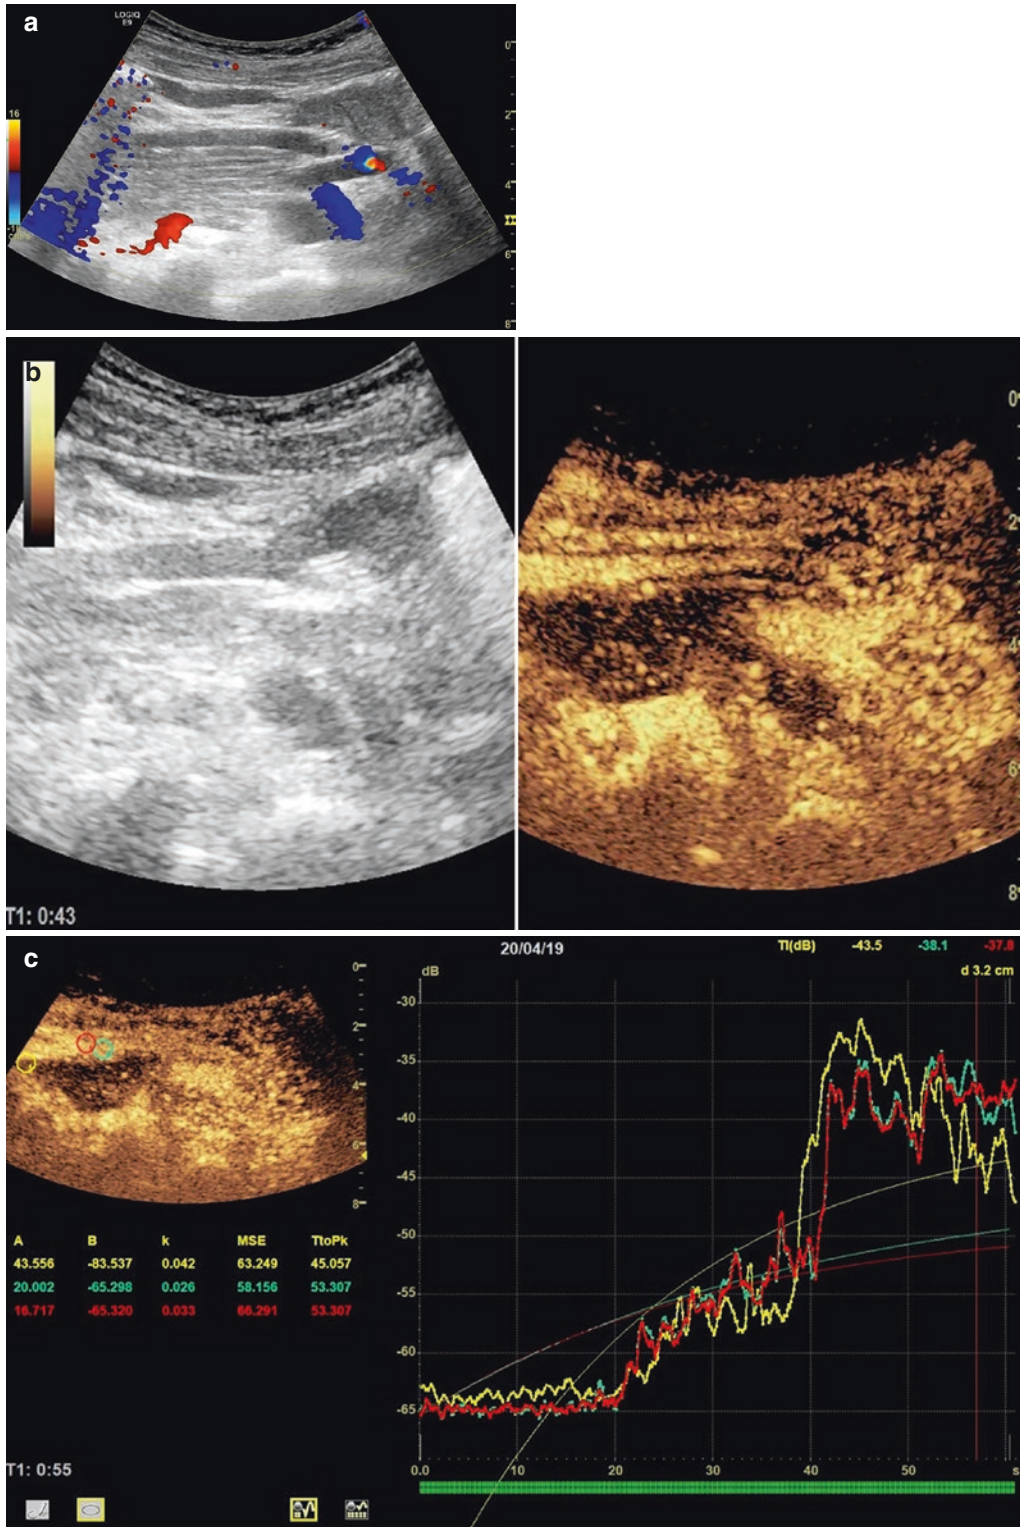 a
LOGIQ
E9
0
16
2
4
6
8
b
0
2
4
6
8
T1: 0:43
c
20/04/19
TI(dB) -43.5 -38.1 -37.8
d 3.2 cm
dB
0
2
4
6
8
-30
-35
-40
-45
-50
-55
-60
-65
A B k MSE TtoPk
43.556 -83.537 0.042 63.249 45.057
20.002 -65.298 0.026 58.156 53.307
16.717 -65.320 0.033 66.291 53.307
0.0 10 20 30 40 50 s
T1: 0:55